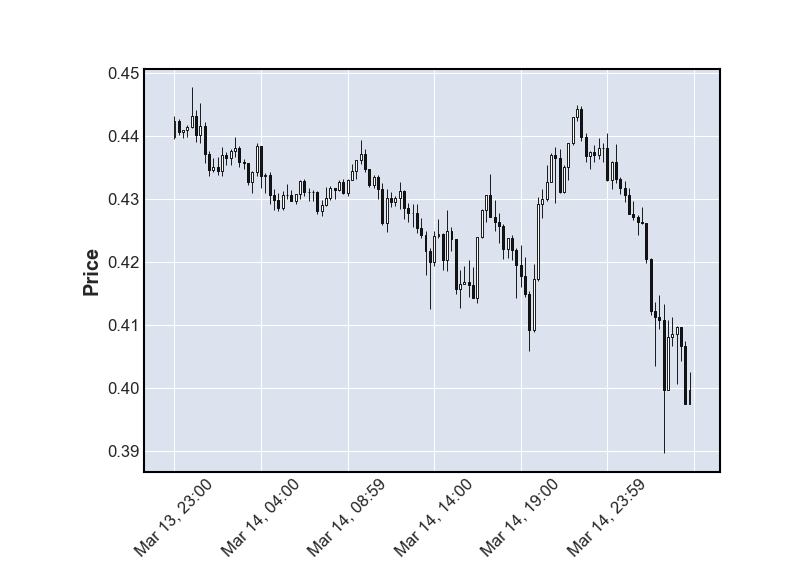 0.45
0.44
0.43
0.42
0.41
0.40
0.39
Price
Mar 13, 23:00
Mar 14, 04:00
Mar 14, 08:59
Mar 14, 14:00
Mar 14, 19:00
Mar 14, 23:59